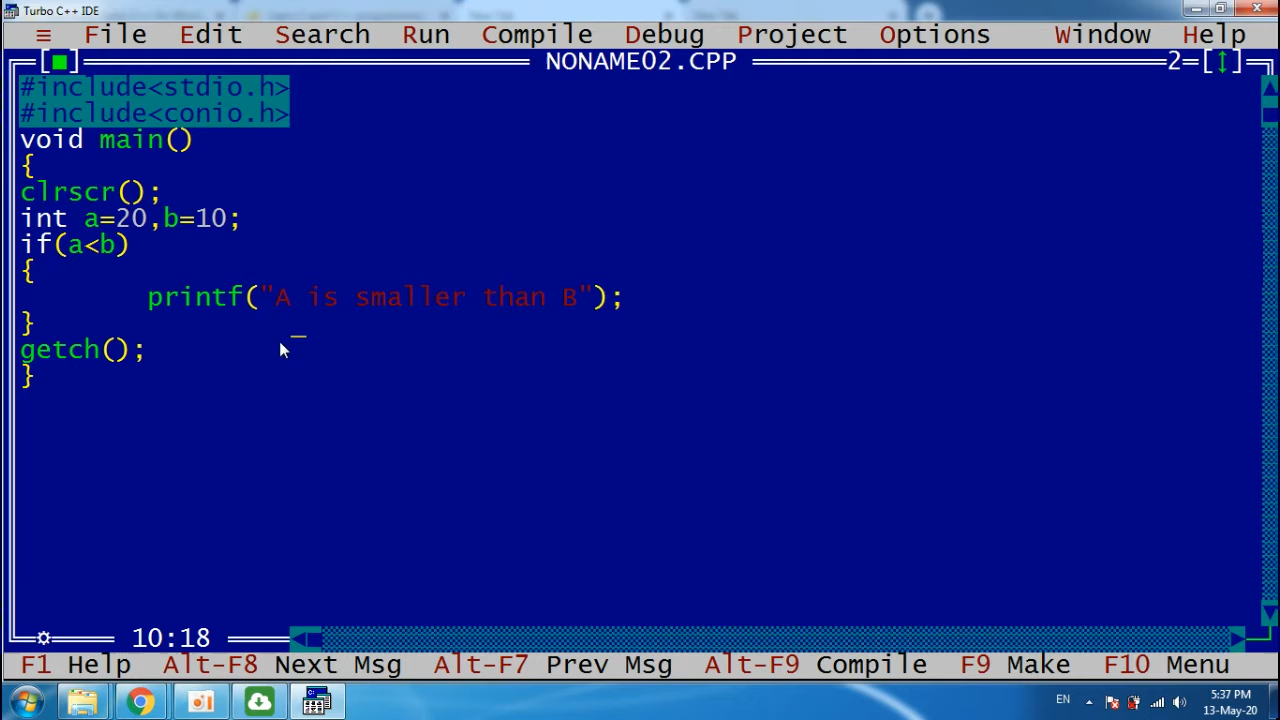 Turbo C++ IDE
≡ File Edit Search Run Compile Debug Project Options Window Help
NONAME02.CPP 2=[↕]
#include<stdio.h>
#include<conio.h>
void main()
{
clrscr();
int a=20,b=10;
if(a<b)
{
printf("A is smaller than B");
}
getch();
}
10:18
F1 Help Alt-F8 Next Msg Alt-F7 Prev Msg Alt-F9 Compile F9 Make F10 Menu
EN
5:37 PM
13-May-20